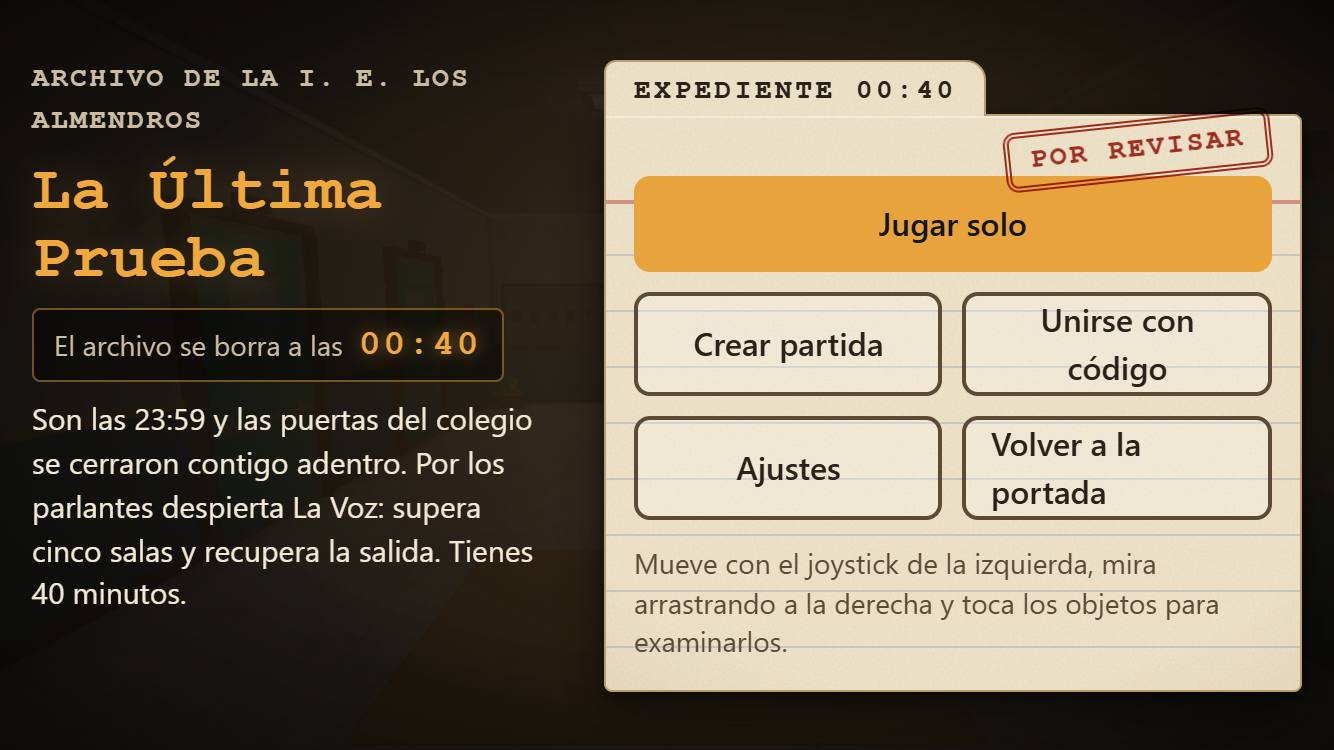 ARCHIVO DE LA I. E. LOS
ALMENDROS
La Última
Prueba
El archivo se borra a las 00:40
Son las 23:59 y las puertas del colegio
se cerraron contigo adentro. Por los
parlantes despierta La Voz: supera
cinco salas y recupera la salida. Tienes
40 minutos.
EXPEDIENTE 00:40
POR REVISAR
Jugar solo
Crear partida
Unirse con
código
Ajustes
Volver a la
portada
Mueve con el joystick de la izquierda, mira
arrastrando a la derecha y toca los objetos para
examinarlos.